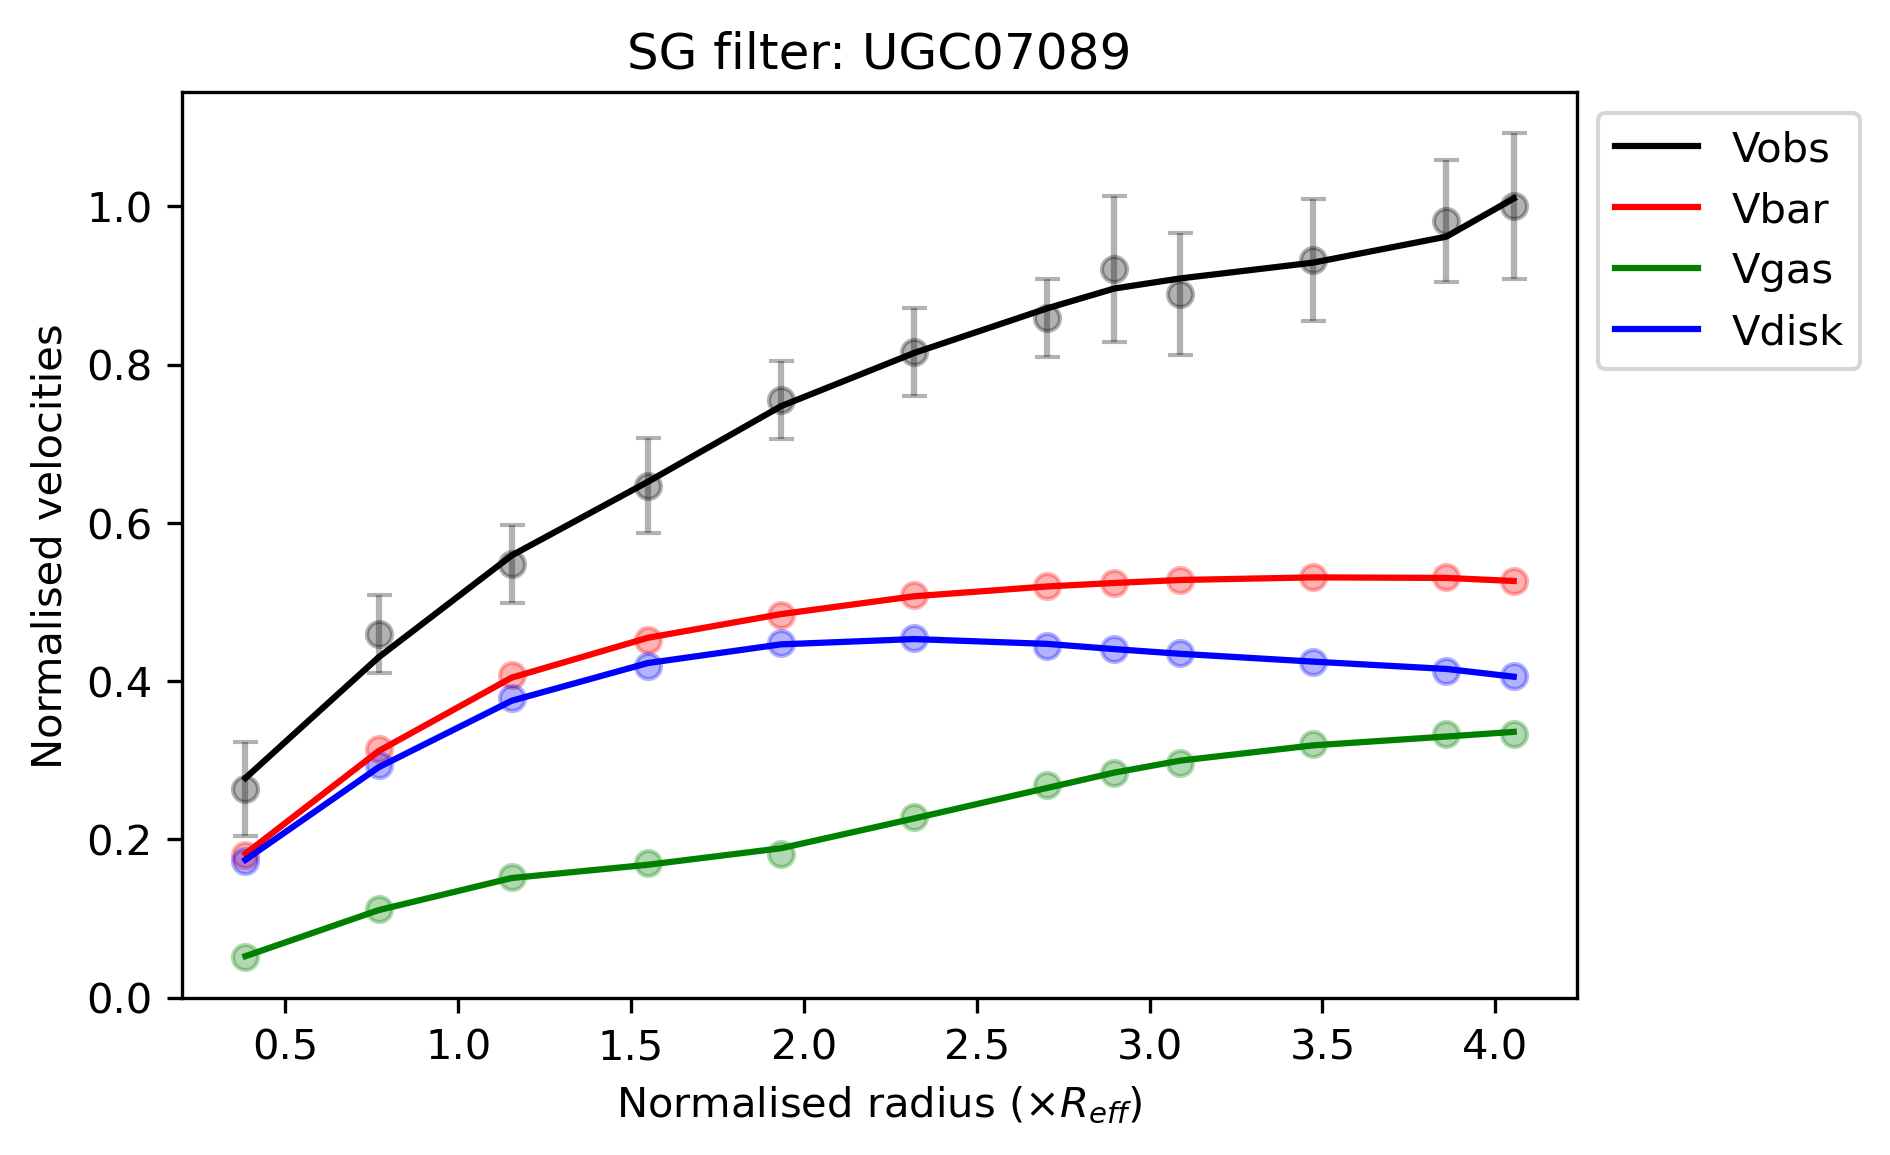 SG filter: UGC07089
Vobs
Vbar
Vgas
Vdisk
Normalised velocities
1.0
0.8
0.6
0.4
0.2
0.0
0.5 1.0 1.5 2.0 2.5 3.0 3.5 4.0
Normalised radius (×R_eff)